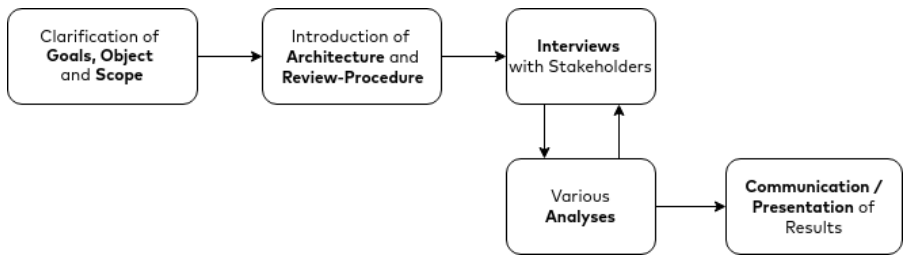 Clarification of
Goals, Object
and Scope
Introduction of
Architecture and
Review-Procedure
Interviews
with Stakeholders
Various
Analyses
Communication /
Presentation of
Results